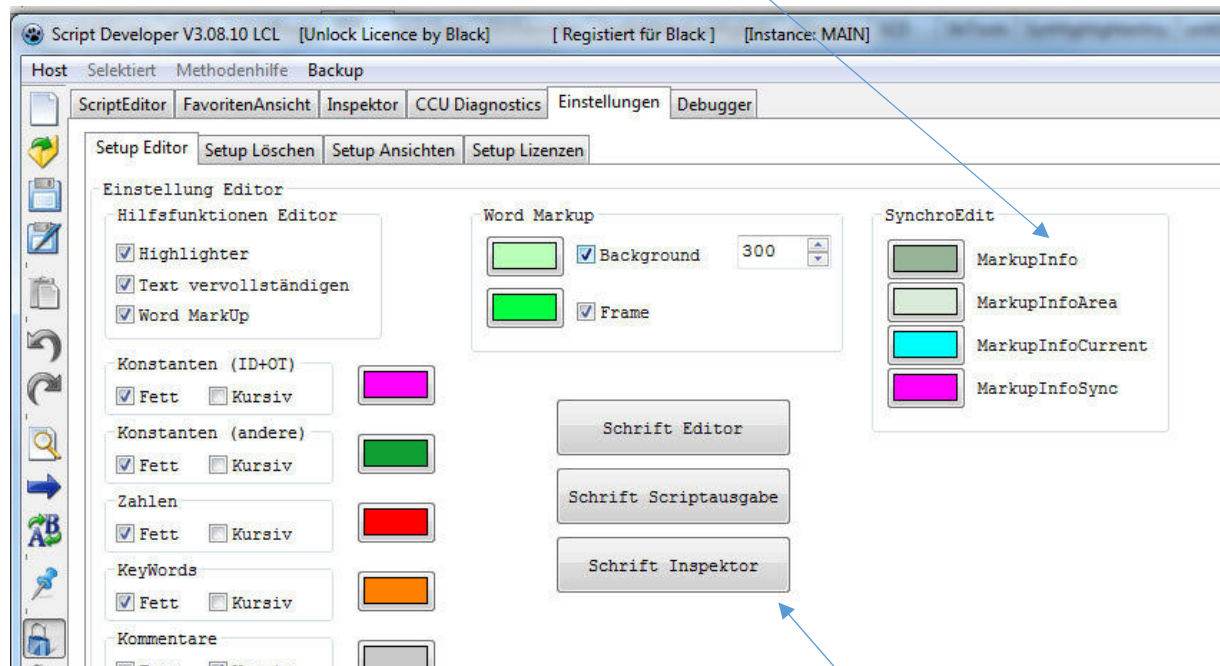 Script Developer V3.08.10 LCL [Unlock Licence by Black] [ Registiert für Black ] [Instance: MAIN]
Host Selektiert Methodenhilfe Backup
ScriptEditor FavoritenAnsicht Inspektor CCU Diagnostics Einstellungen Debugger
Setup Editor Setup Löschen Setup Ansichten Setup Lizenzen
Einstellung Editor
Hilfsfunktionen Editor
Highlighter
Text vervollständigen
Word MarkUp
Word Markup
Background 300
Frame
SynchroEdit
MarkupInfo
MarkupInfoArea
MarkupInfoCurrent
MarkupInfoSync
Konstanten (ID+OT)
Fett Kursiv
Konstanten (andere)
Fett Kursiv
Zahlen
Fett Kursiv
KeyWords
Fett Kursiv
Kommentare
Schrift Editor
Schrift Scriptausgabe
Schrift Inspektor